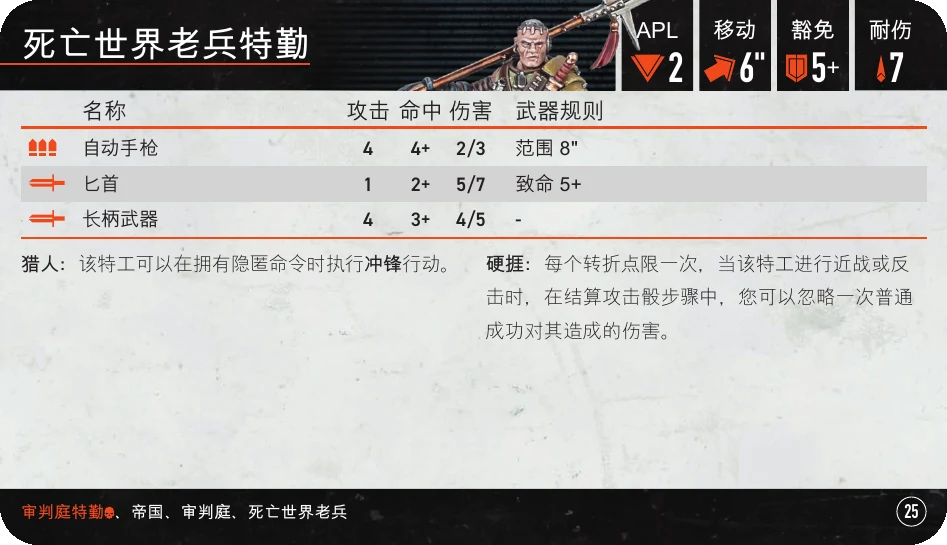 死亡世界老兵特勤
APL 移动 豁免 耐伤
2 6" 5+ 7
名称 攻击 命中 伤害 武器规则
自动手枪 4 4+ 2/3 范围 8"
匕首 1 2+ 5/7 致命 5+
长柄武器 4 3+ 4/5 -
猎人：该特工可以在拥有隐匿命令时执行冲锋行动。
硬捱：每个转折点限一次，当该特工进行近战或反
击时，在结算攻击骰步骤中，您可以忽略一次普通
成功对其造成的伤害。
审判庭特勤、帝国、审判庭、死亡世界老兵
25